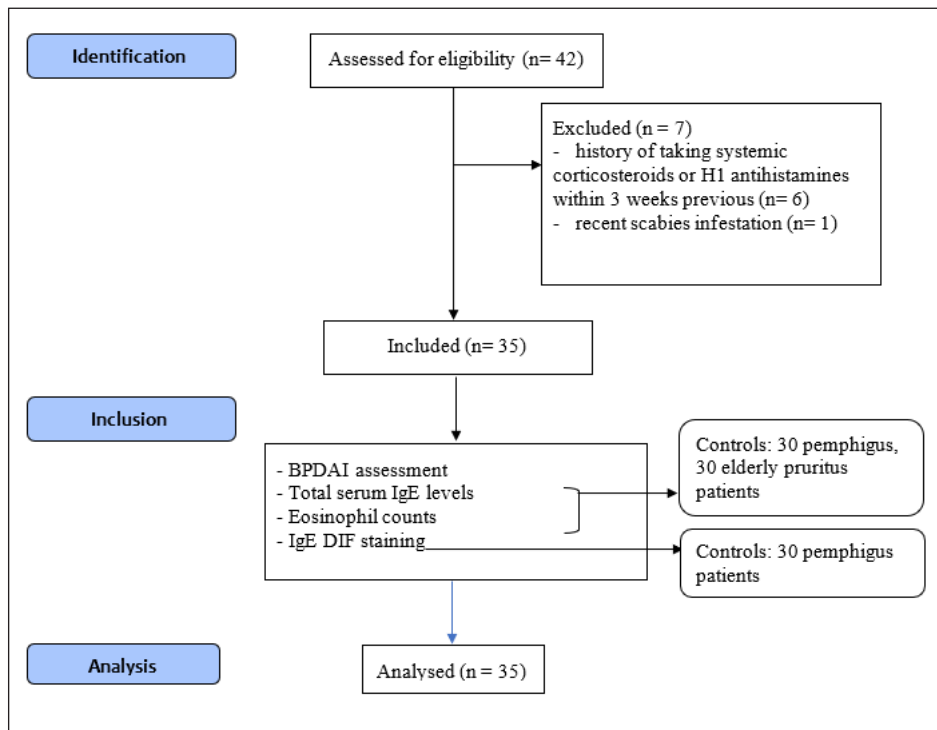 Identification
Assessed for eligibility (n= 42)
Excluded (n = 7)
- history of taking systemic
corticosteroids or H1 antihistamines
within 3 weeks previous (n= 6)
- recent scabies infestation (n= 1)
Included (n= 35)
Inclusion
- BPDAI assessment
- Total serum IgE levels
- Eosinophil counts
- IgE DIF staining
Controls: 30 pemphigus,
30 elderly pruritus
patients
Controls: 30 pemphigus
patients
Analysis
Analysed (n = 35)